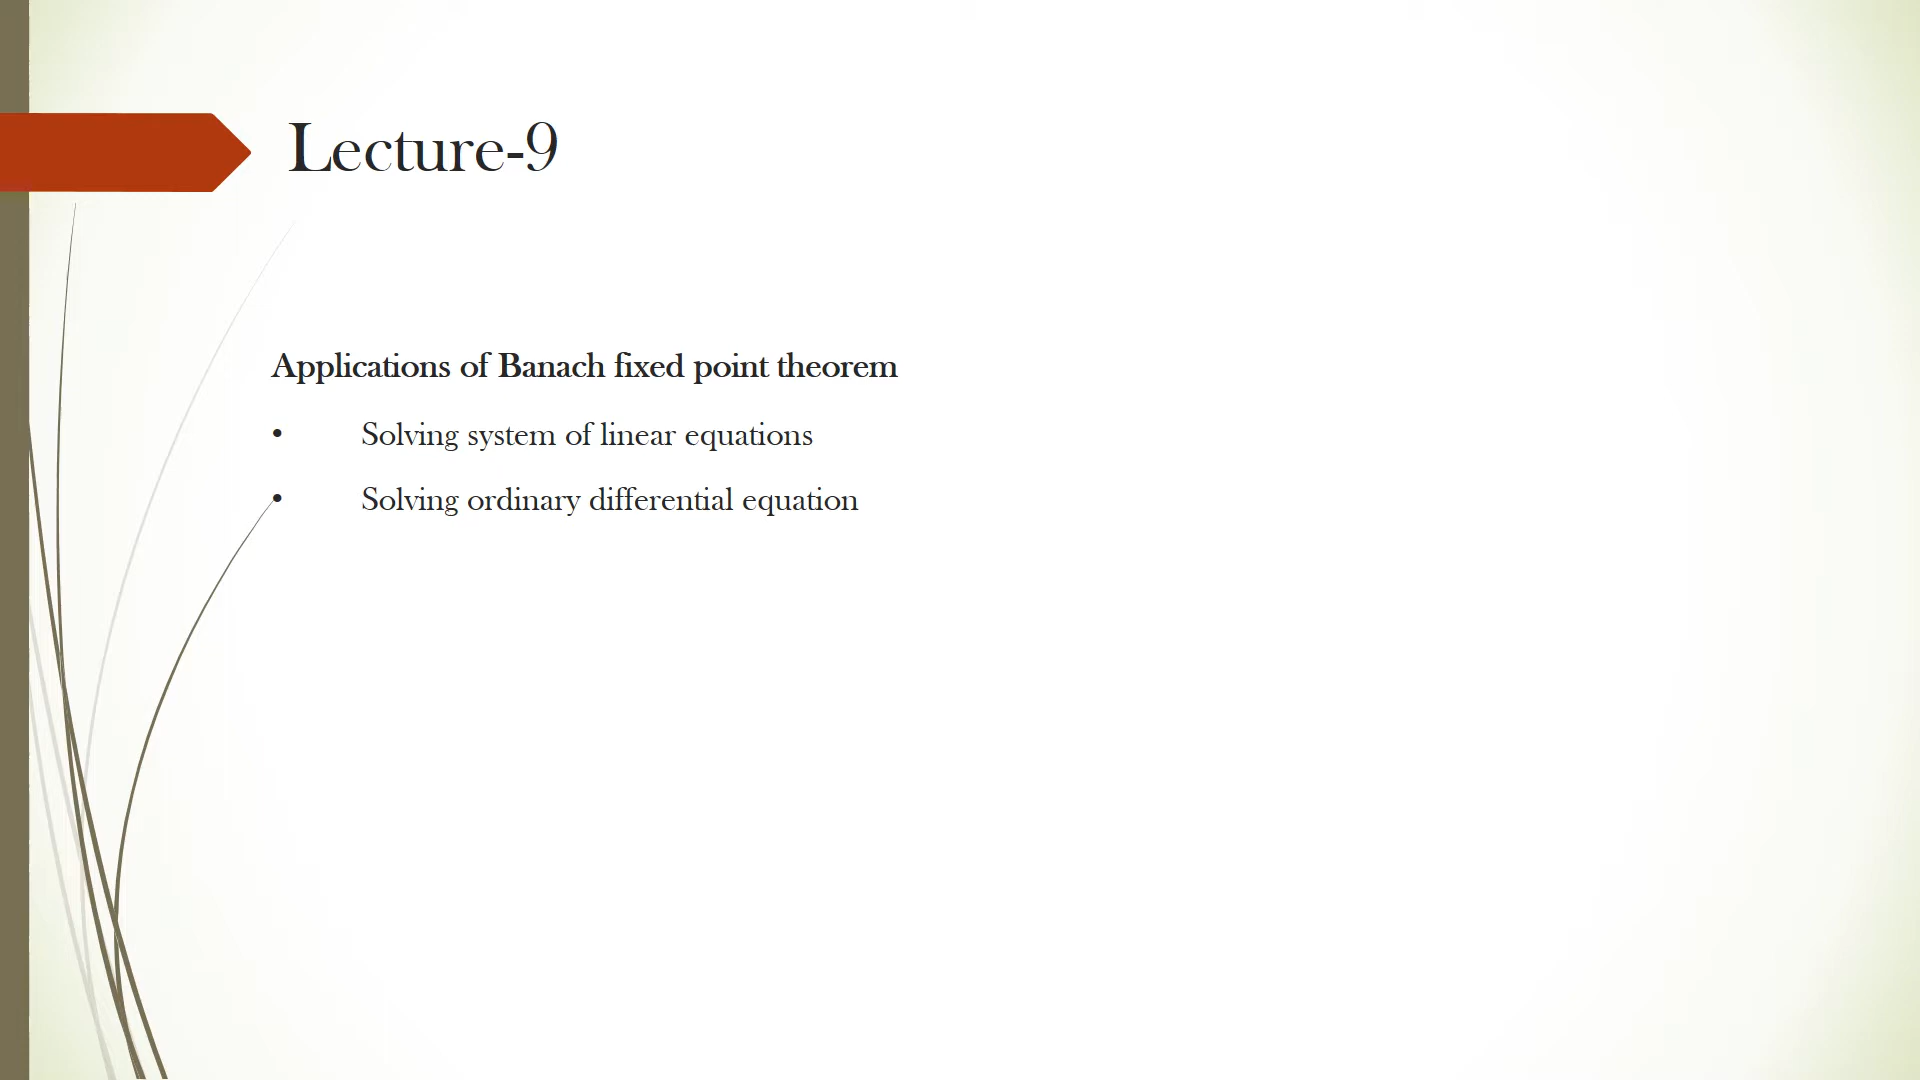 Lecture-9
Applications of Banach fixed point theorem
• Solving system of linear equations
• Solving ordinary differential equation